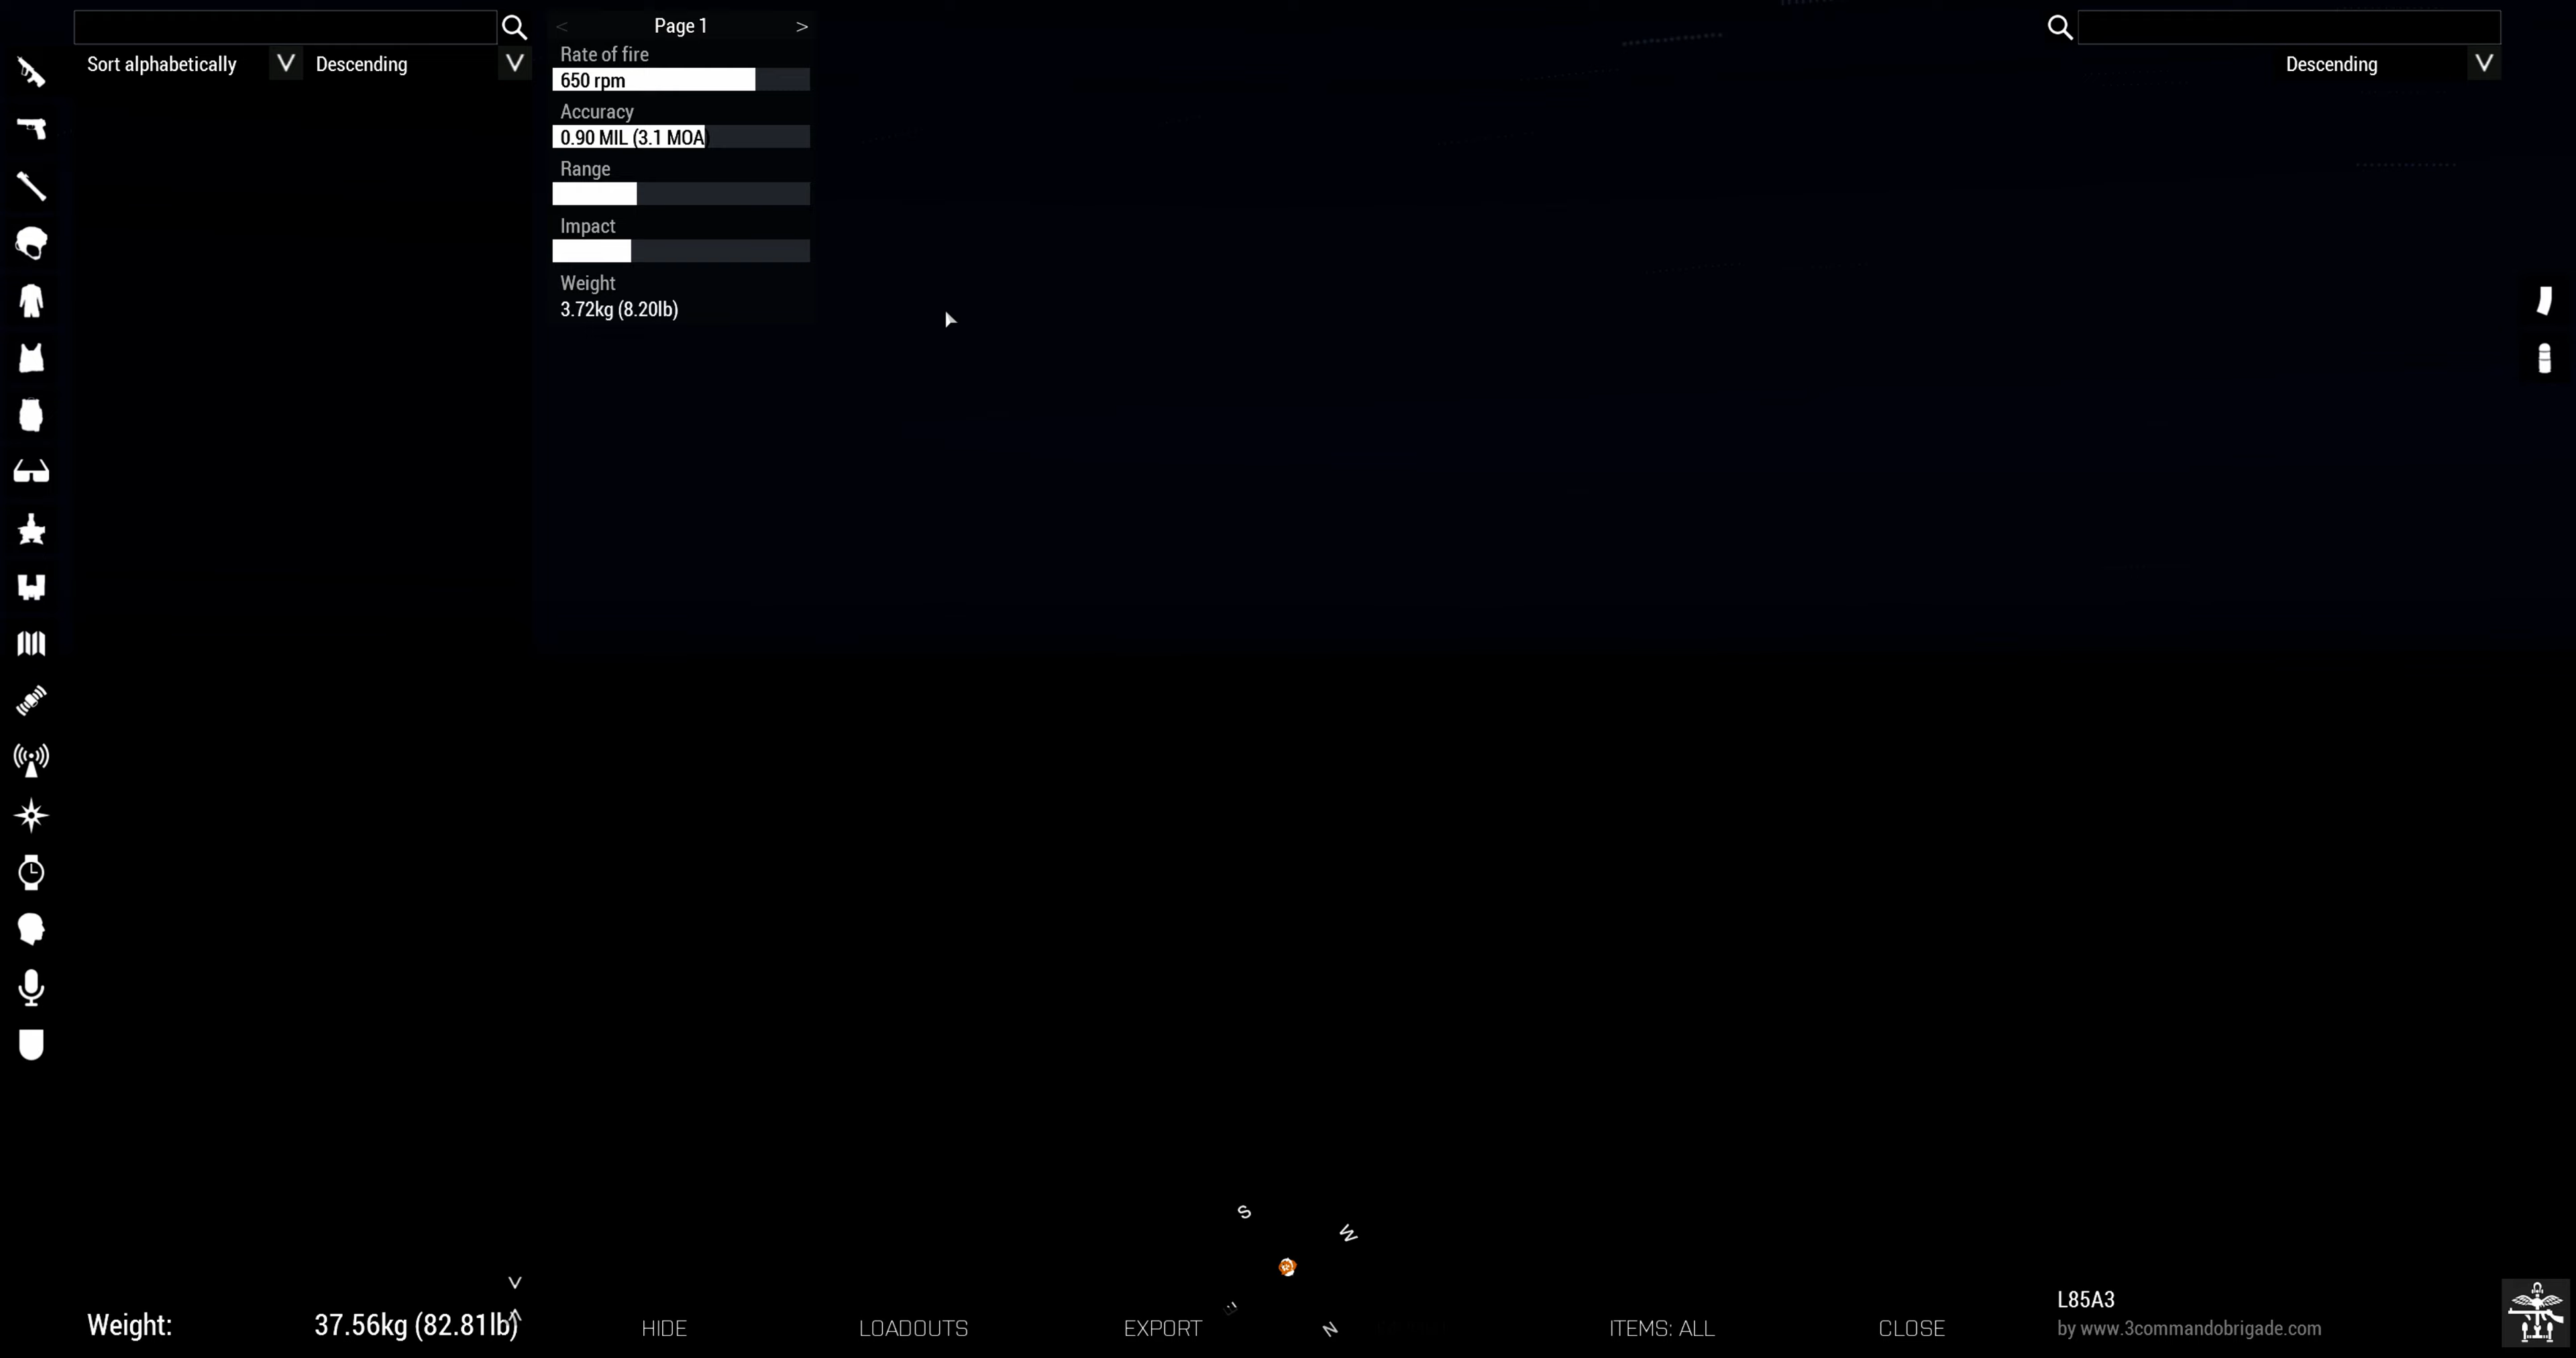 Sort alphabetically
Descending
< Page 1 >
Rate of fire
650 rpm
Accuracy
0.90 MIL (3.1 MOA)
Range
Impact
Weight
3.72kg (8.20lb)
Descending
S
W
E
N
Weight: 37.56kg (82.81lb)
HIDE
LOADOUTS
EXPORT
ITEMS: ALL
CLOSE
L85A3
by www.3commandobrigade.com